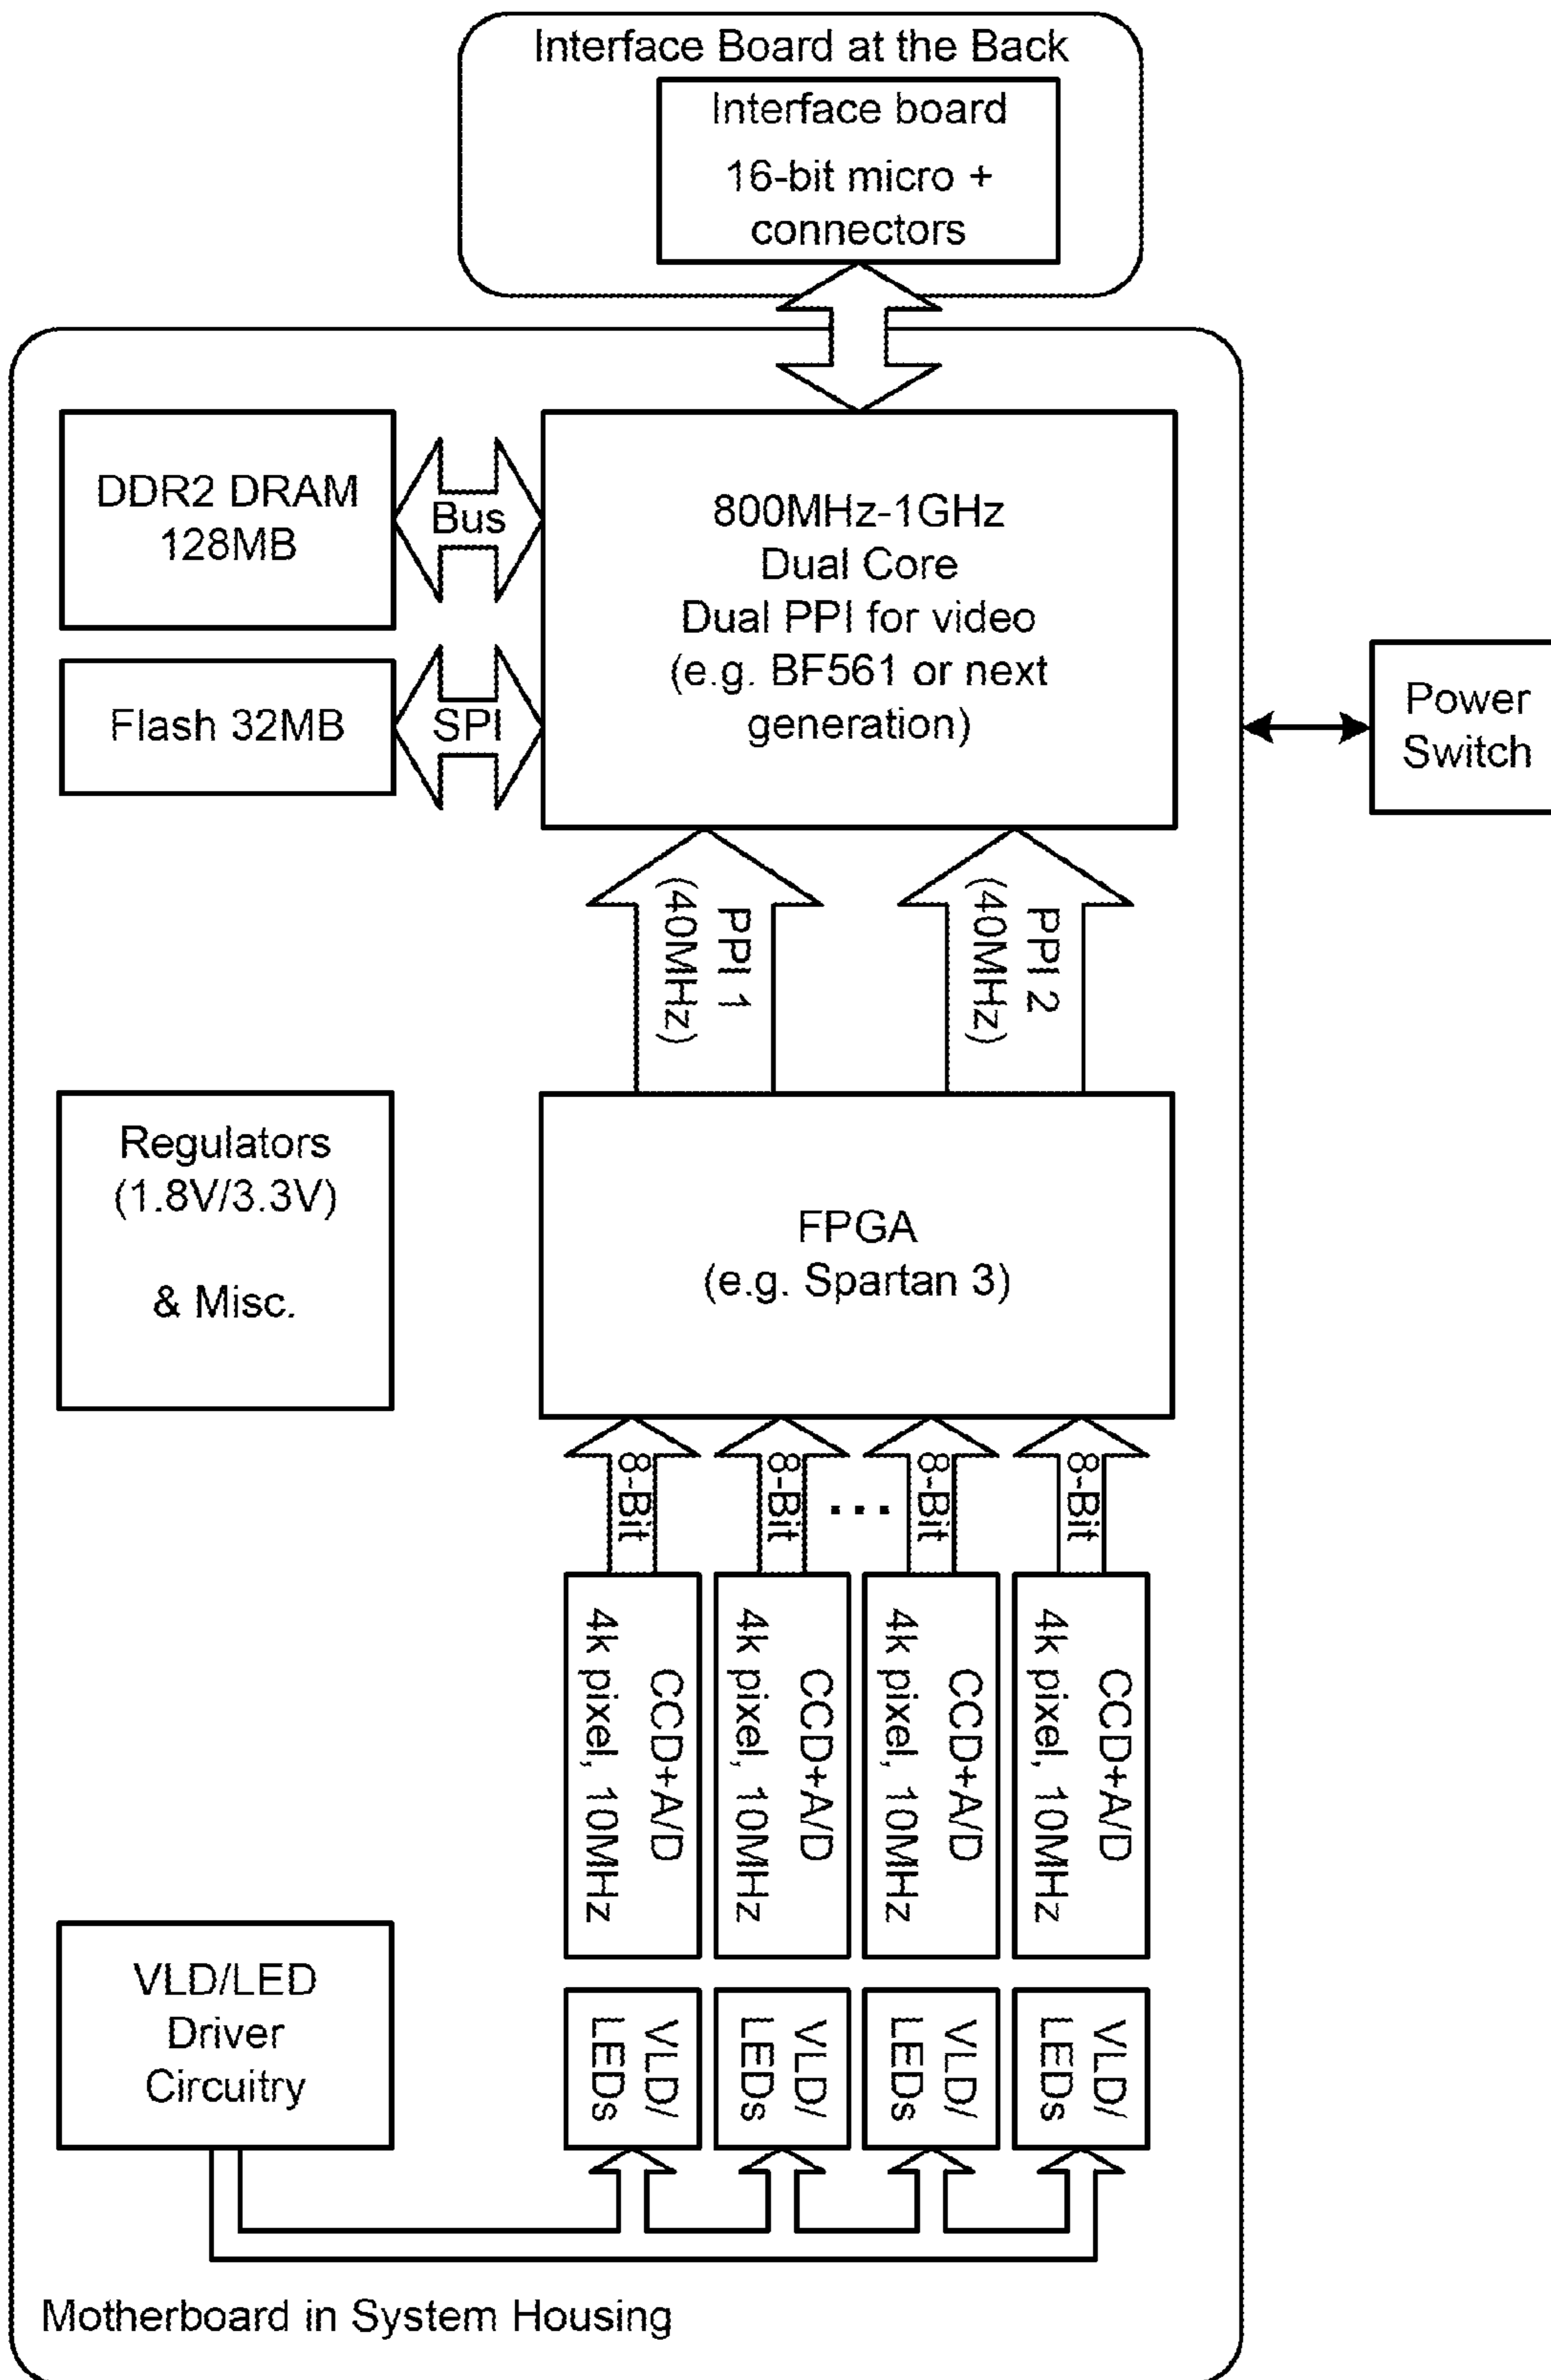 Interface Board at the Back
Interface board
16-bit micro +
connectors
DDR2 DRAM
128MB
Bus
800MHz-1GHz
Dual Core
Dual PPI for video
(e.g. BF561 or next
generation)
Flash 32MB
SPI
Power
Switch
PPI 1
(40MHz)
PPI 2
(40MHz)
Regulators
(1.8V/3.3V)
& Misc.
FPGA
(e.g. Spartan 3)
8-Bit
8-Bit
...
8-Bit
8-Bit
CCD+A/D
4k pixel, 10MHz
CCD+A/D
4k pixel, 10MHz
CCD+A/D
4k pixel, 10MHz
CCD+A/D
4k pixel, 10MHz
VLD/LED
Driver
Circuitry
VLD/
LEDs
VLD/
LEDs
VLD/
LEDs
VLD/
LEDs
Motherboard in System Housing